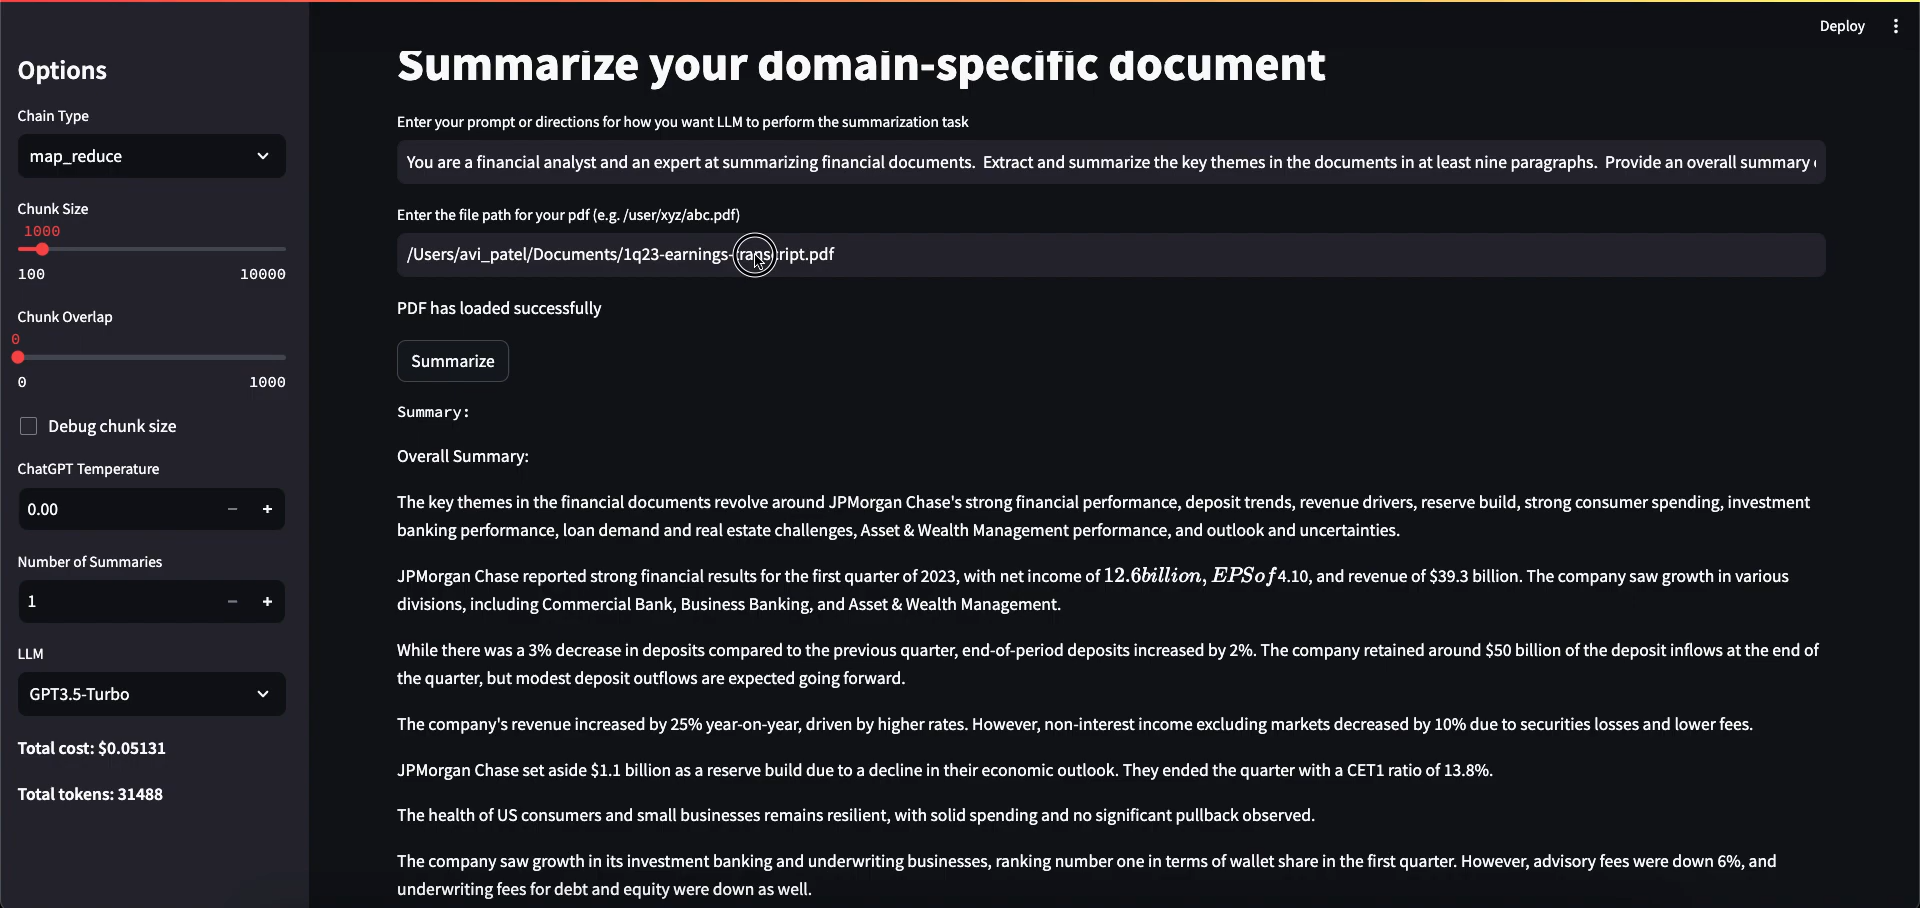 Deploy
Options
Chain Type
map_reduce
Chunk Size
1000
100 10000
Chunk Overlap
0
0 1000
Debug chunk size
ChatGPT Temperature
0.00
Number of Summaries
1
LLM
GPT3.5-Turbo
Total cost: $0.05131
Total tokens: 31488
Summarize your domain-specific document
Enter your prompt or directions for how you want LLM to perform the summarization task
You are a financial analyst and an expert at summarizing financial documents. Extract and summarize the key themes in the documents in at least nine paragraphs. Provide an overall summary
Enter the file path for your pdf (e.g. /user/xyz/abc.pdf)
/Users/avi_patel/Documents/1q23-earnings-transcript.pdf
PDF has loaded successfully
Summarize
Summary:
Overall Summary:
The key themes in the financial documents revolve around JPMorgan Chase's strong financial performance, deposit trends, revenue drivers, reserve build, strong consumer spending, investment
banking performance, loan demand and real estate challenges, Asset & Wealth Management performance, and outlook and uncertainties.
JPMorgan Chase reported strong financial results for the first quarter of 2023, with net income of 12.6billion, EPSof4.10, and revenue of $39.3 billion. The company saw growth in various
divisions, including Commercial Bank, Business Banking, and Asset & Wealth Management.
While there was a 3% decrease in deposits compared to the previous quarter, end-of-period deposits increased by 2%. The company retained around $50 billion of the deposit inflows at the end of
the quarter, but modest deposit outflows are expected going forward.
The company's revenue increased by 25% year-on-year, driven by higher rates. However, non-interest income excluding markets decreased by 10% due to securities losses and lower fees.
JPMorgan Chase set aside $1.1 billion as a reserve build due to a decline in their economic outlook. They ended the quarter with a CET1 ratio of 13.8%.
The health of US consumers and small businesses remains resilient, with solid spending and no significant pullback observed.
The company saw growth in its investment banking and underwriting businesses, ranking number one in terms of wallet share in the first quarter. However, advisory fees were down 6%, and
underwriting fees for debt and equity were down as well.